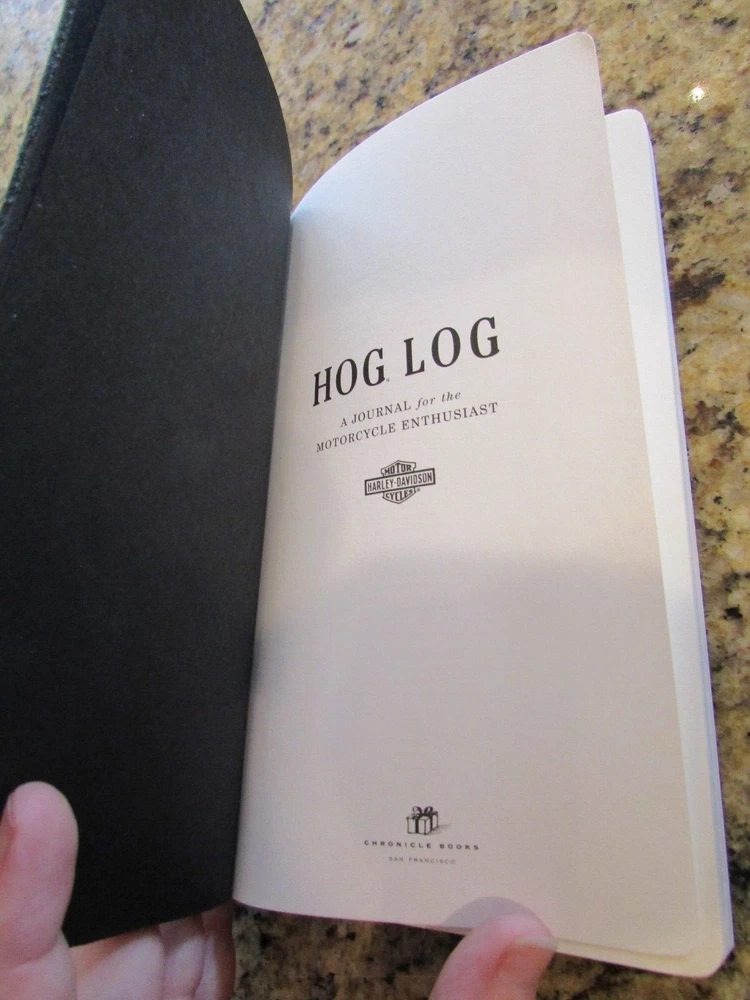 HOG LOG
A JOURNAL for the
MOTORCYCLE ENTHUSIAST
MOTOR
HARLEY-DAVIDSON
CYCLES
CHRONICLE BOOKS
SAN FRANCISCO